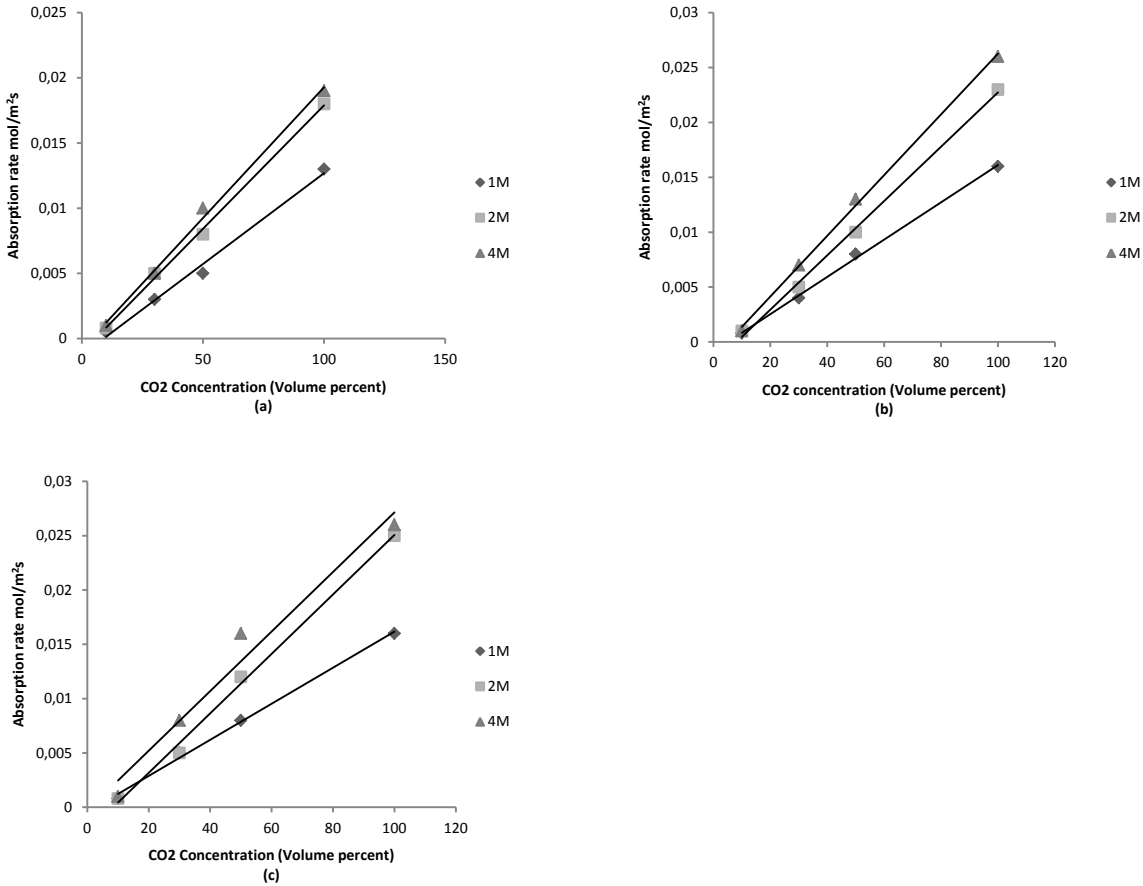 0,025
0,02
0,015
0,01
0,005
0
0
50
100
150
Absorption rate mol/m²s
CO2 Concentration (Volume percent)
(a)
1M
2M
4M
0,03
0,025
0,02
0,015
0,01
0,005
0
0
20
40
60
80
100
120
Absorption rate mol/m²s
CO2 concentration (Volume percent)
(b)
1M
2M
4M
0,03
0,025
0,02
0,015
0,01
0,005
0
0
20
40
60
80
100
120
Absorption rate mol/m²s
CO2 Concentration (Volume percent)
(c)
1M
2M
4M